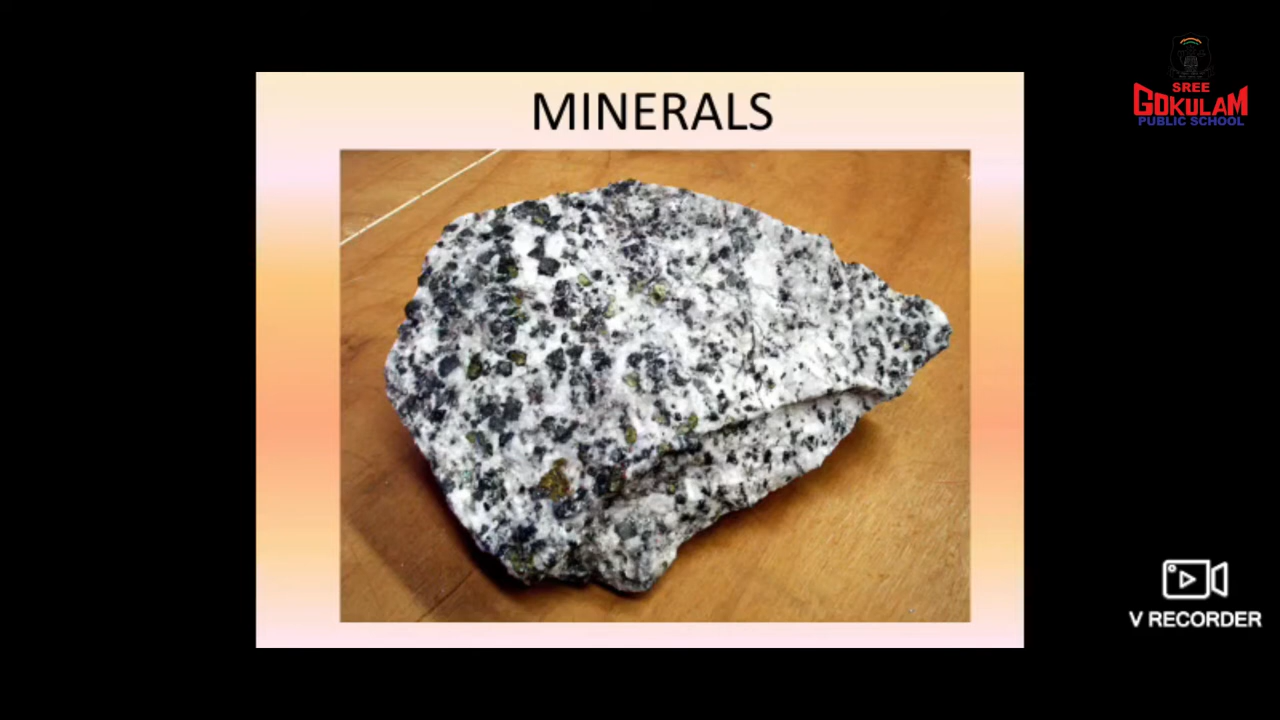 MINERALS
SREE
GOKULAM
PUBLIC SCHOOL
V RECORDER